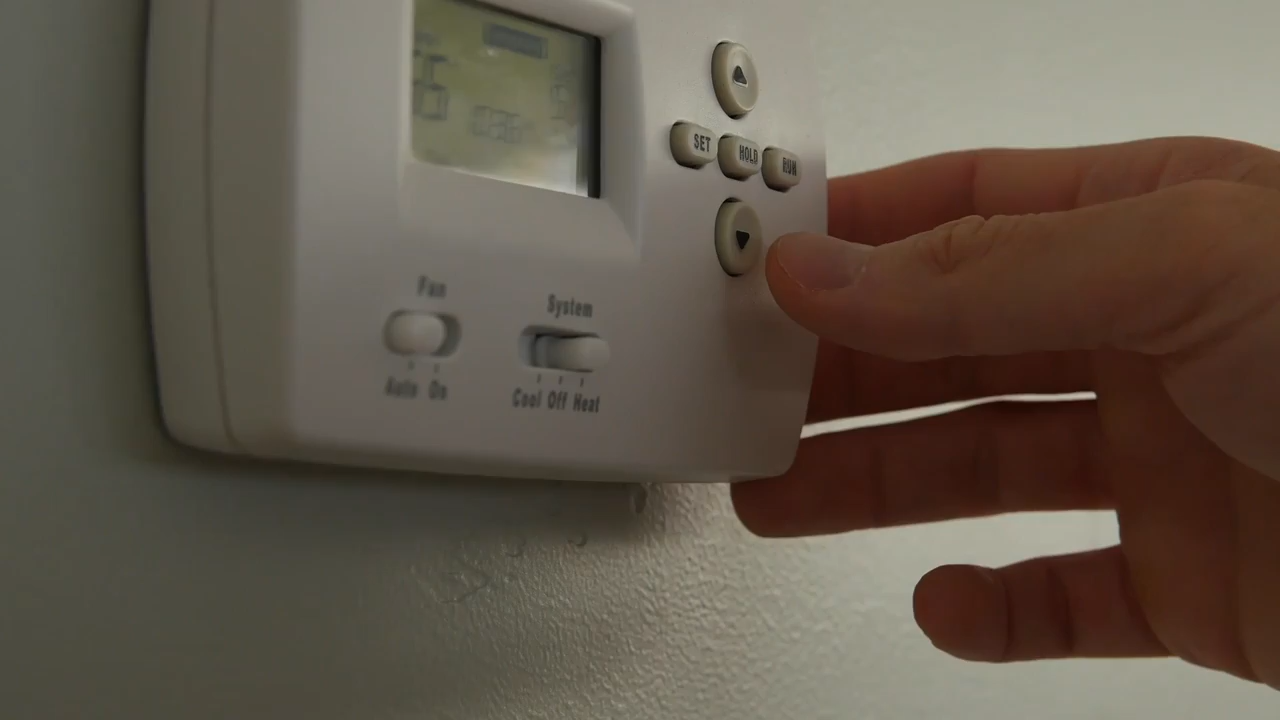 SET HOLD RUN
Fan
System
Auto On
Cool Off Heat